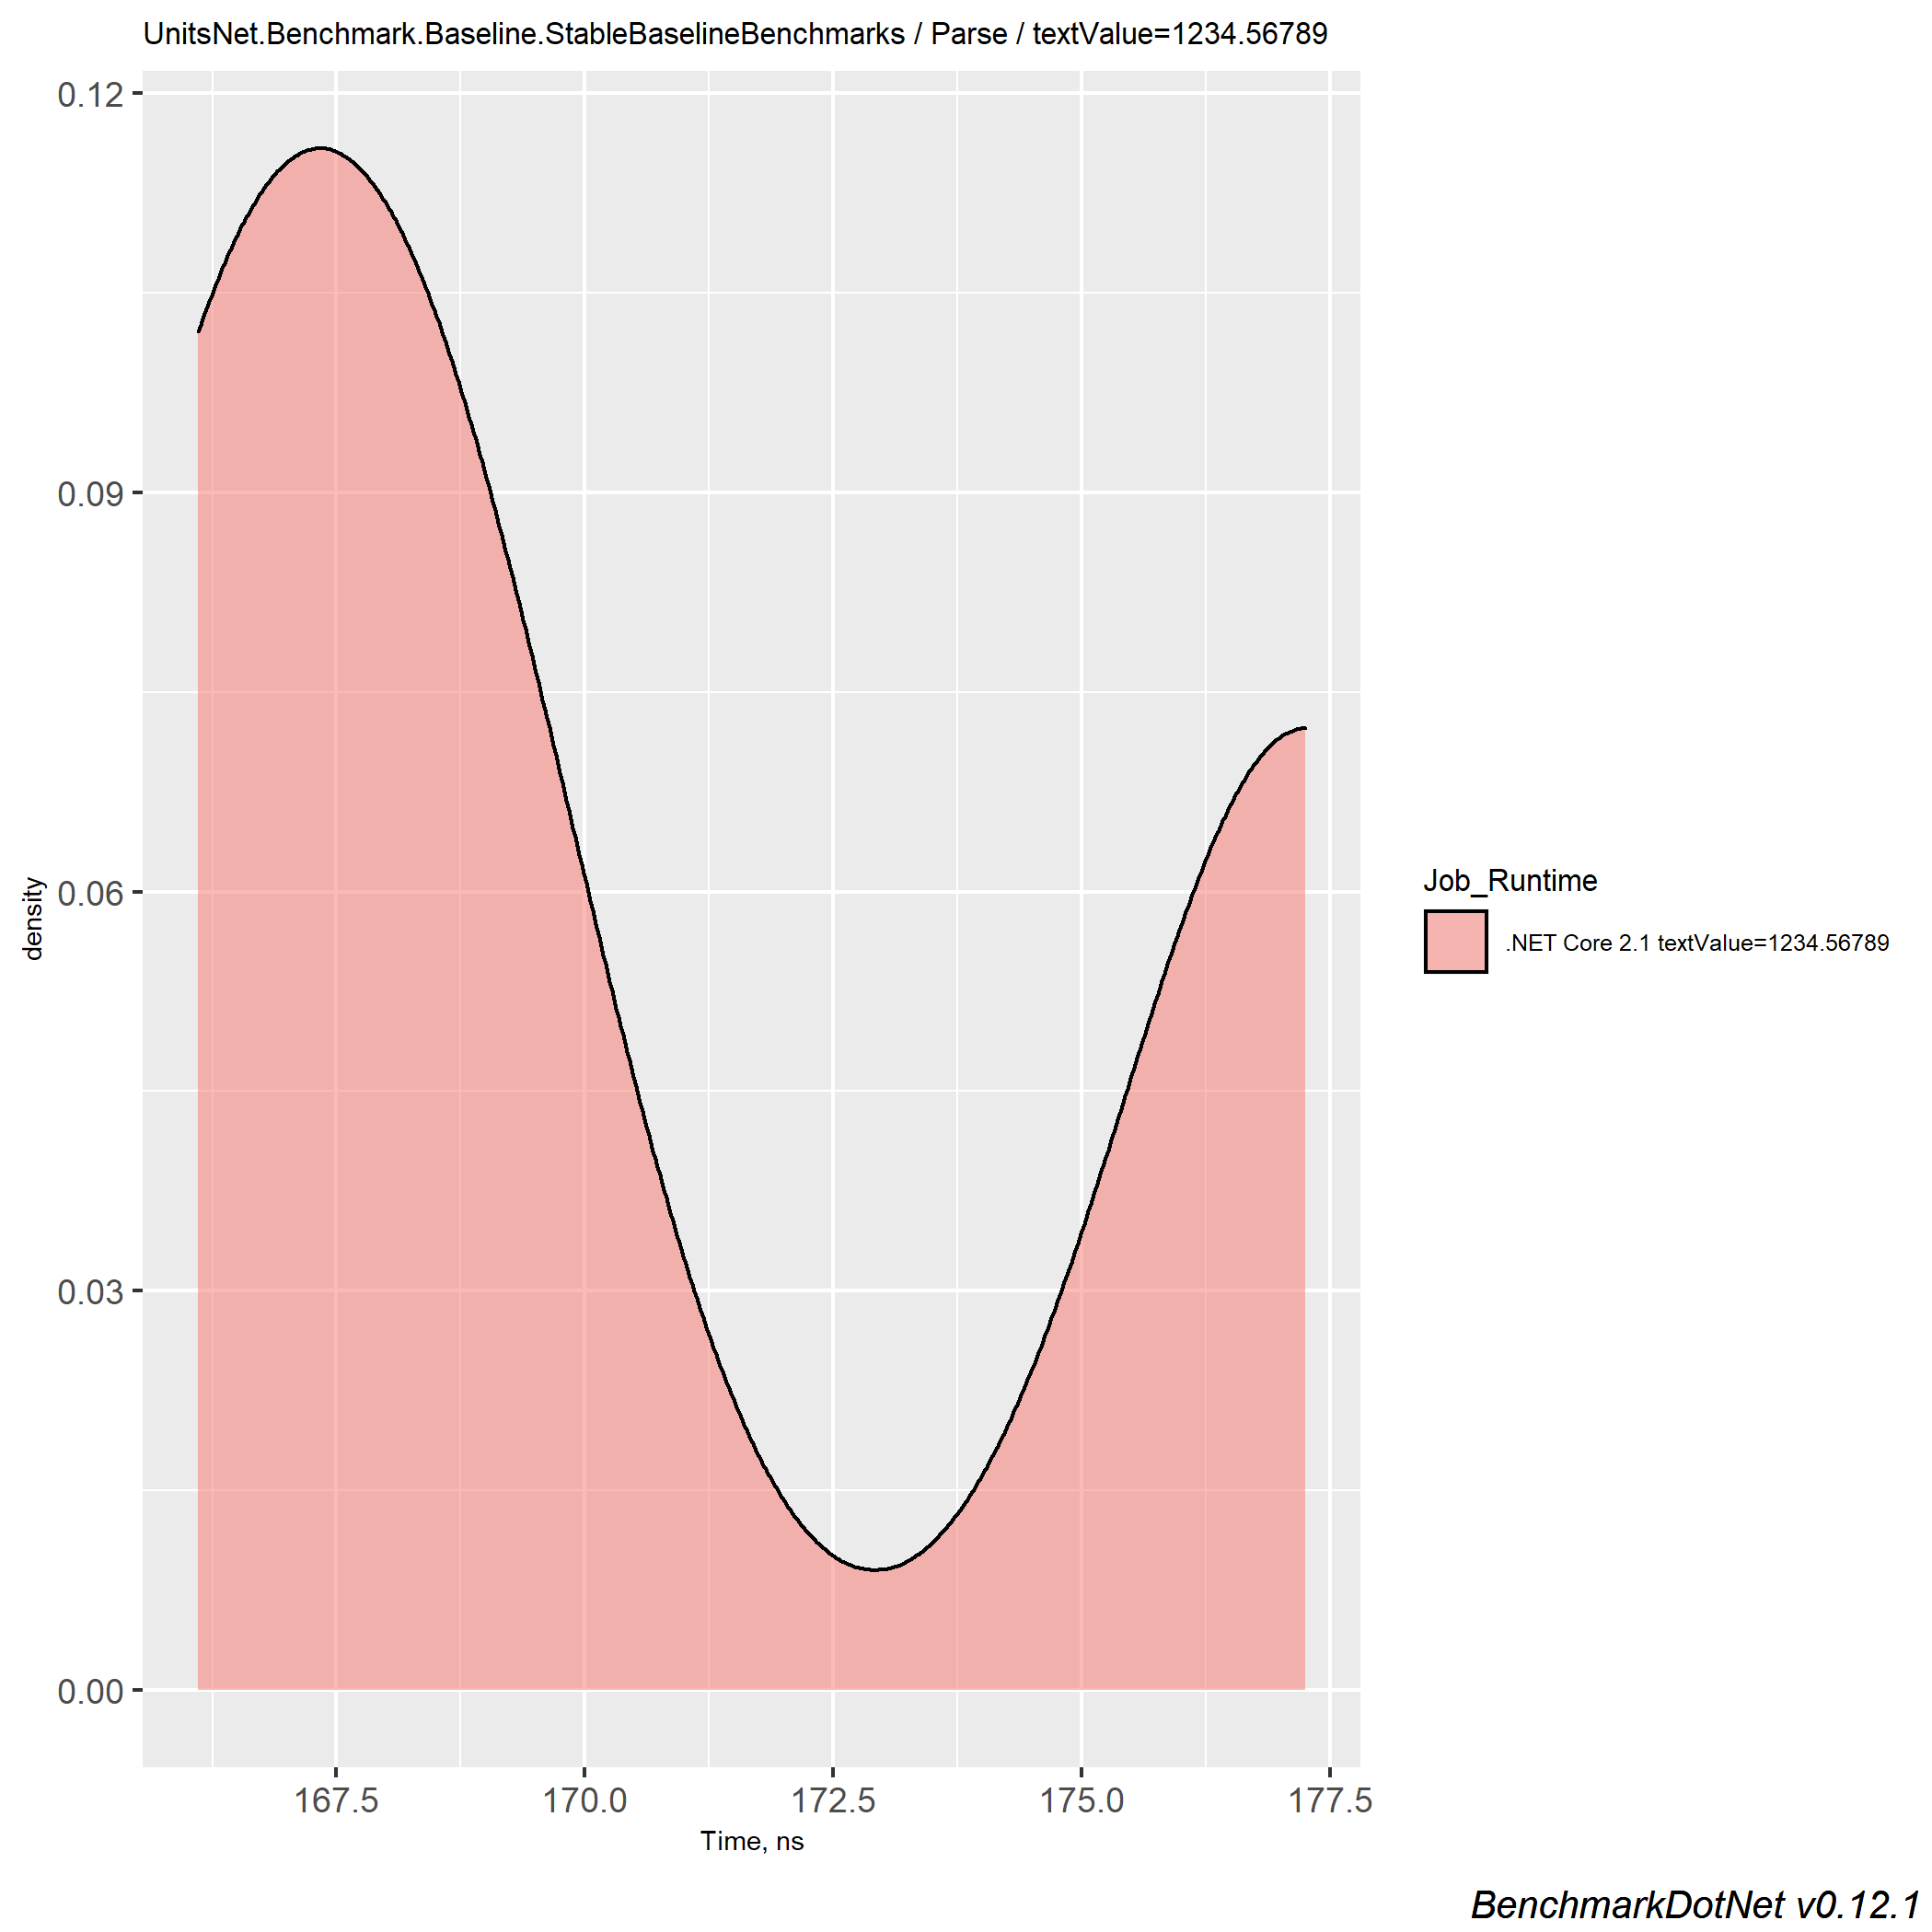 UnitsNet.Benchmark.Baseline.StableBaselineBenchmarks / Parse / textValue=1234.56789
0.12
0.09
0.06
0.03
0.00
density
167.5 170.0 172.5 175.0 177.5
Time, ns
Job_Runtime
.NET Core 2.1 textValue=1234.56789
BenchmarkDotNet v0.12.1